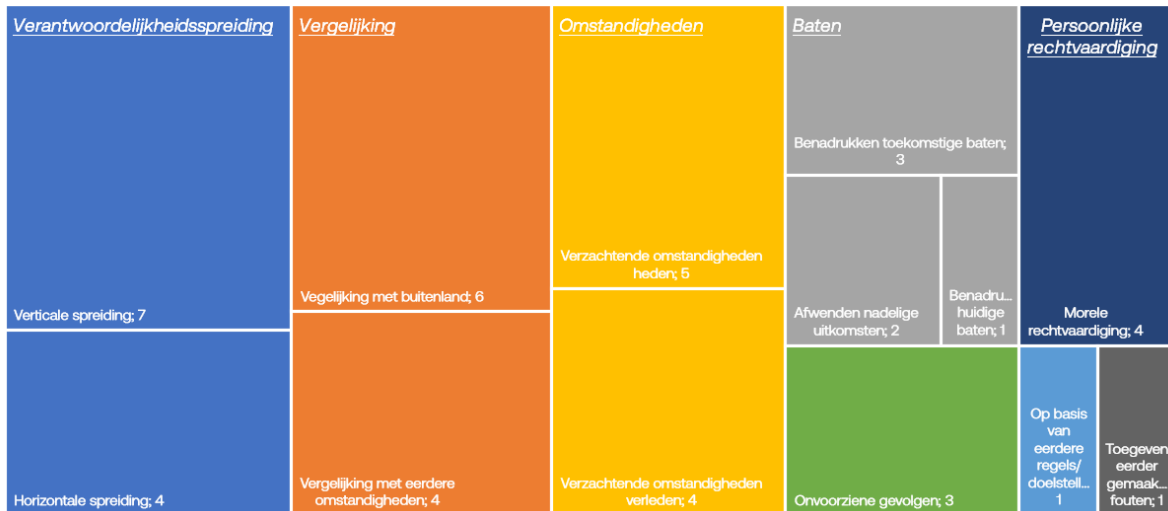 Verantwoordelijkheidsspreiding
Verticale spreiding; 7
Horizontale spreiding; 4
Vergelijking
Vegelijking met buitenland; 6
Vergelijking met eerdere
omstandigheden; 4
Omstandigheden
Verzachtende omstandigheden
heden; 5
Verzachtende omstandigheden
verleden; 4
Baten
Benadrukken toekomstige baten;
3
Afwenden nadelige
uitkomsten; 2
Benadru...
huidige
baten; 1
Onvoorziene gevolgen; 3
Persoonlijke
rechtvaardiging
Morele
rechtvaardiging; 4
Op basis
van
eerdere
regels/
doelstell...
1
Toegeven
eerder
gemaak...
fouten; 1